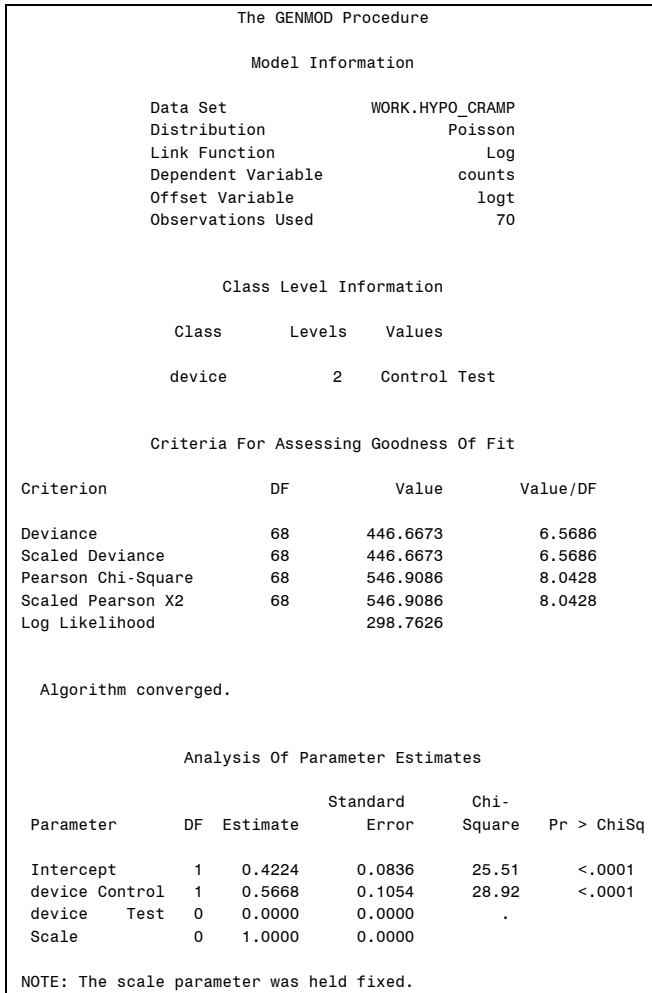 The GENMOD Procedure
Model Information
Data Set WORK.HYPO_CRAMP
Distribution Poisson
Link Function Log
Dependent Variable counts
Offset Variable logt
Observations Used 70
Class Level Information
Class Levels Values
device 2 Control Test
Criteria For Assessing Goodness Of Fit
Criterion DF Value Value/DF
Deviance 68 446.6673 6.5686
Scaled Deviance 68 446.6673 6.5686
Pearson Chi-Square 68 546.9086 8.0428
Scaled Pearson X2 68 546.9086 8.0428
Log Likelihood 298.7626
Algorithm converged.
Analysis Of Parameter Estimates
Standard Chi-
Parameter DF Estimate Error Square Pr > ChiSq
Intercept 1 0.4224 0.0836 25.51 <.0001
device Control 1 0.5668 0.1054 28.92 <.0001
device Test 0 0.0000 0.0000 .
Scale 0 1.0000 0.0000
NOTE: The scale parameter was held fixed.